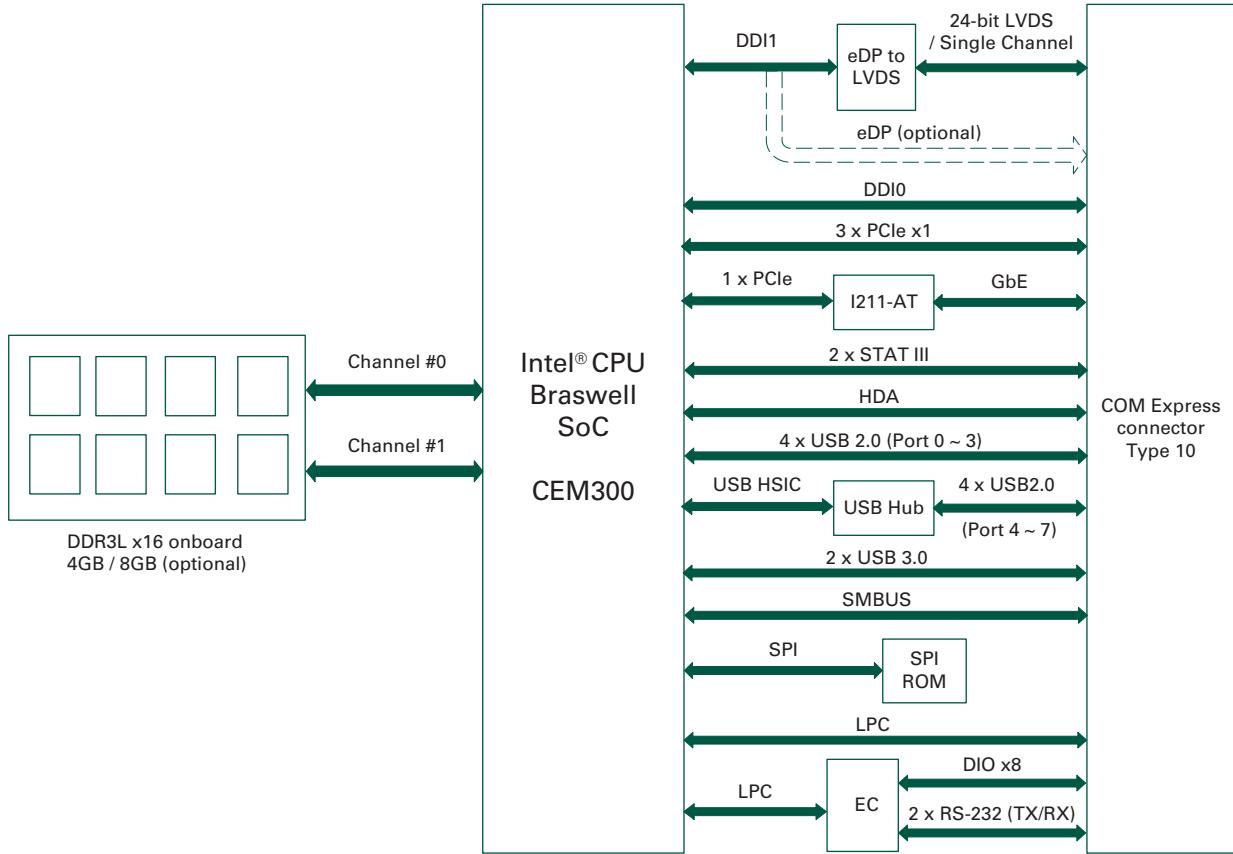 24-bit LVDS
/ Single Channel
DDI1
eDP to
LVDS
eDP (optional)
DDI0
3 x PCIe x1
1 x PCIe
I211-AT
GbE
Channel #0
Channel #1
DDR3L x16 onboard
4GB / 8GB (optional)
Intel® CPU
Braswell
SoC
CEM300
2 x STAT III
HDA
4 x USB 2.0 (Port 0 ~ 3)
USB HSIC
USB Hub
4 x USB2.0
(Port 4 ~ 7)
2 x USB 3.0
SMBUS
SPI
SPI
ROM
LPC
LPC
EC
DIO x8
2 x RS-232 (TX/RX)
COM Express
connector
Type 10